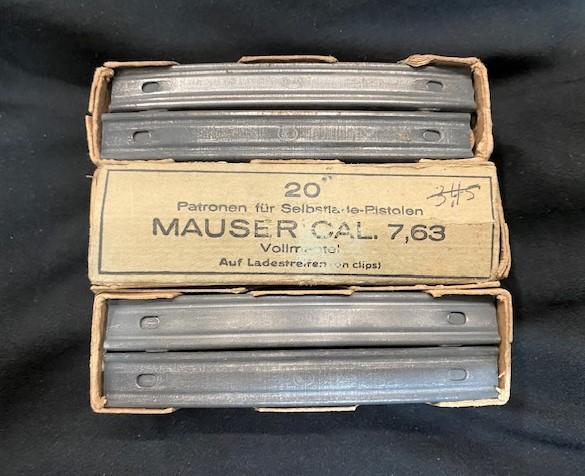 20
Patronen für Selbstlade-Pistolen
MAUSER CAL. 7,63
Vollmantel
Auf Ladestreifen (on clips)
3,45